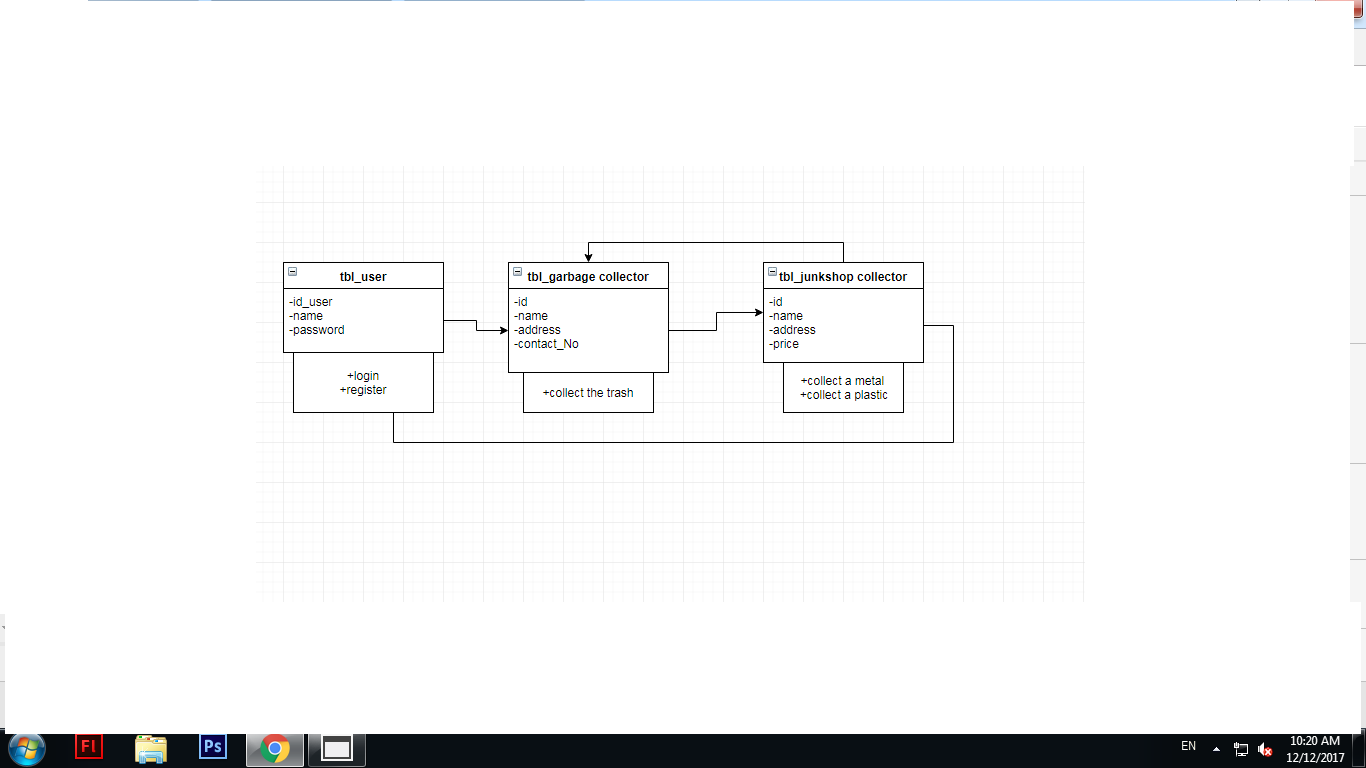 tbl_user
-id_user
-name
-password
+login
+register
tbl_garbage collector
-id
-name
-address
-contact_No
+collect the trash
tbl_junkshop collector
-id
-name
-address
-price
+collect a metal
+collect a plastic
Fl
Ps
EN
10:20 AM
12/12/2017